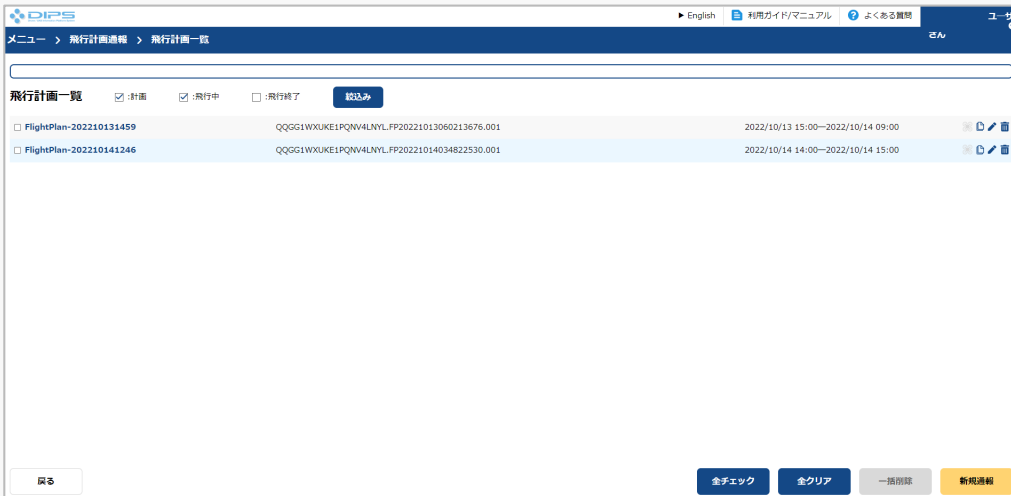 DIPS
▶ English 利用ガイド/マニュアル ? よくある質問 ユーサ
さん
メニュー > 飛行計画通報 > 飛行計画一覧
飛行計画一覧 :計画 :飛行中 :飛行終了 絞込み
FlightPlan-202210131459 QQGG1WXUKE1PQNV4LNYL.FP20221013060213676.001 2022/10/13 15:00—2022/10/14 09:00
FlightPlan-202210141246 QQGG1WXUKE1PQNV4LNYL.FP20221014034822530.001 2022/10/14 14:00—2022/10/14 15:00
戻る 全チェック 全クリア 一括削除 新規通報